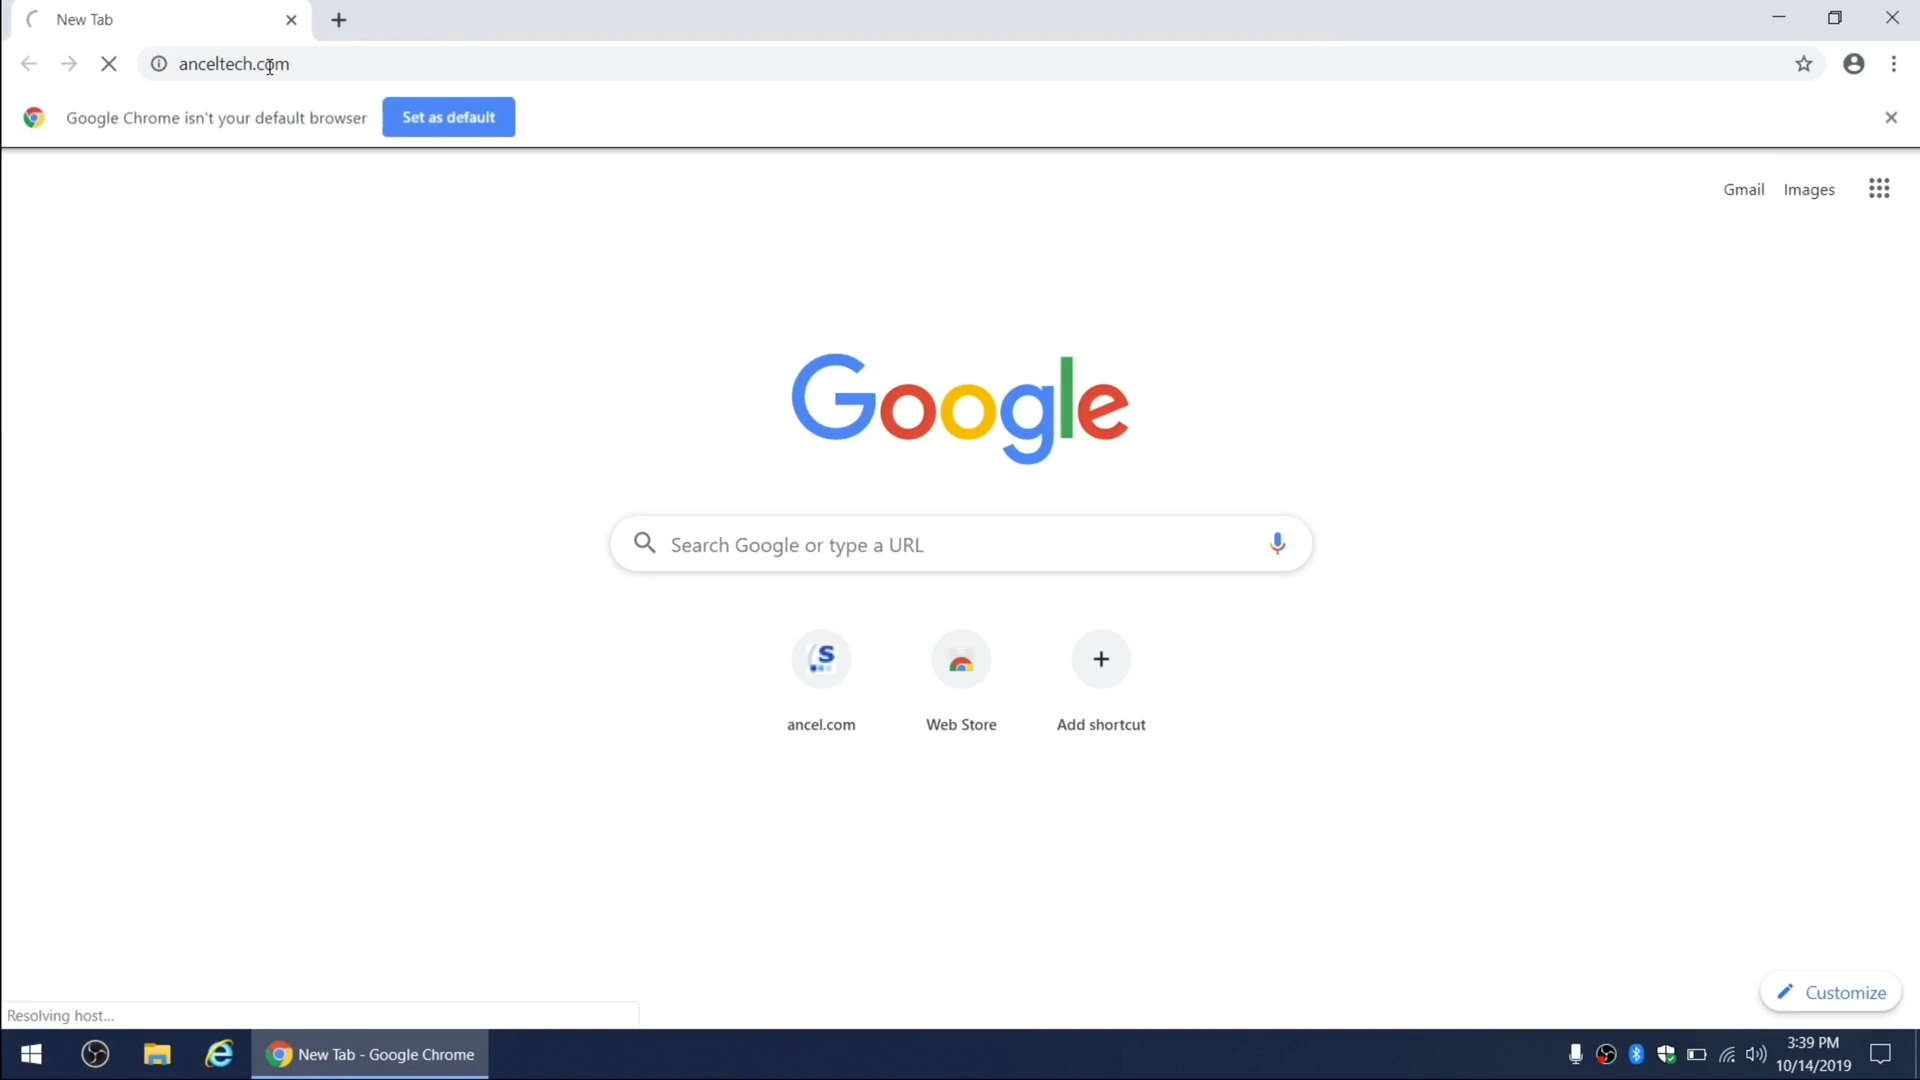 New Tab
anceltech.com
Google Chrome isn't your default browser
Set as default
Gmail
Images
Google
Search Google or type a URL
ancel.com
Web Store
Add shortcut
Customize
Resolving host...
New Tab - Google Chrome
3:39 PM
10/14/2019